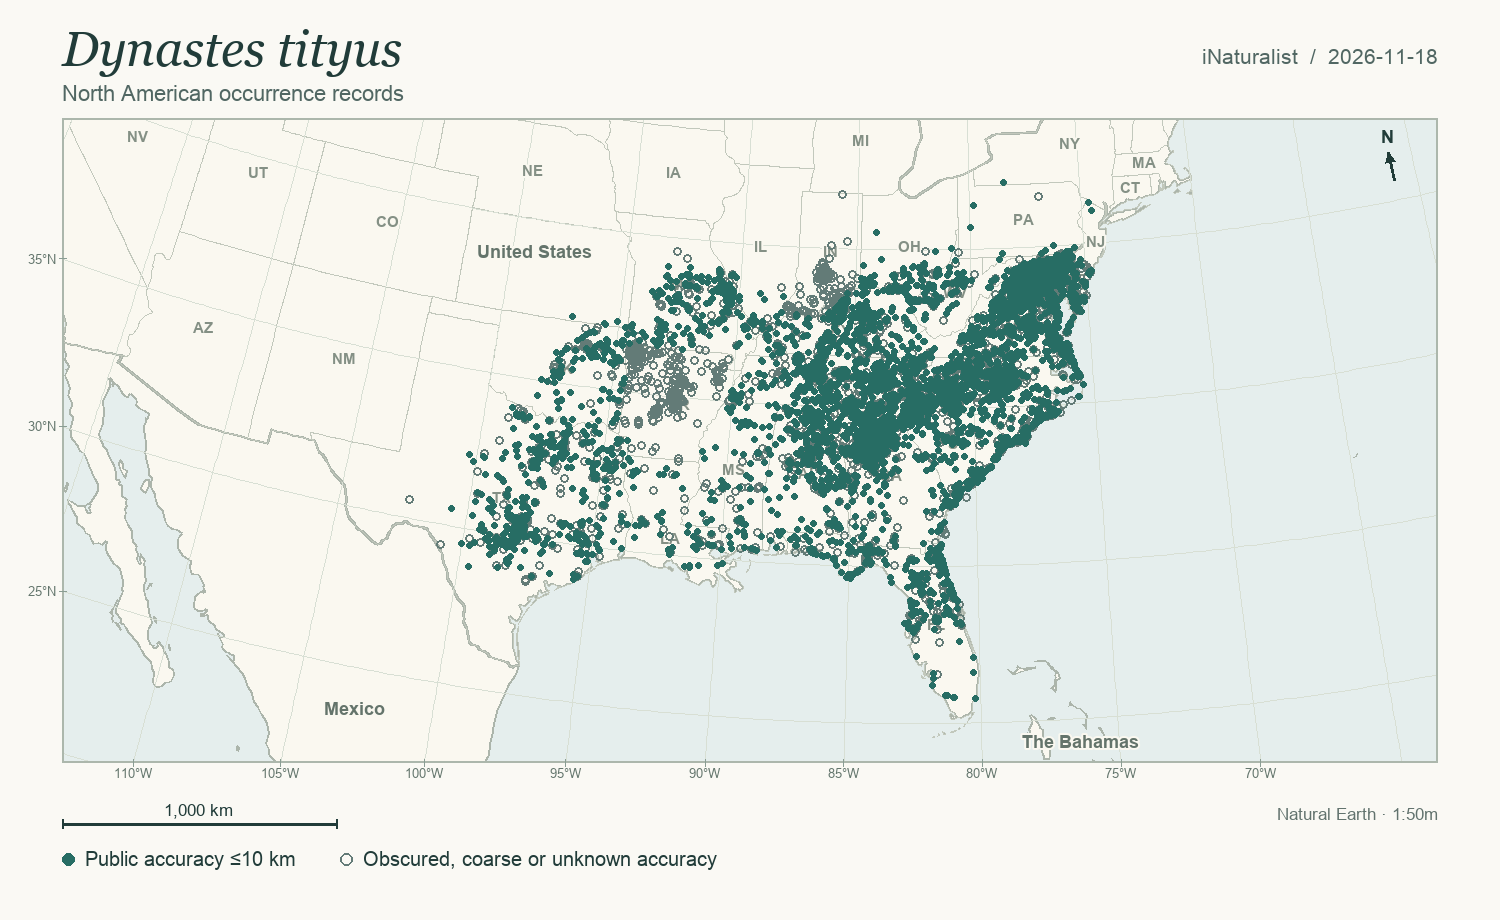 Dynastes tityus
iNaturalist / 2026-11-18
North American occurrence records
N
NV
UT
CO
NE
IA
MI
NY
MA
CT
PA
NJ
IL
IN
OH
United States
AZ
NM
MS
LA
Mexico
The Bahamas
35°N
30°N
25°N
110°W
105°W
100°W
95°W
90°W
85°W
80°W
75°W
70°W
1,000 km
Natural Earth · 1:50m
Public accuracy ≤10 km
Obscured, coarse or unknown accuracy